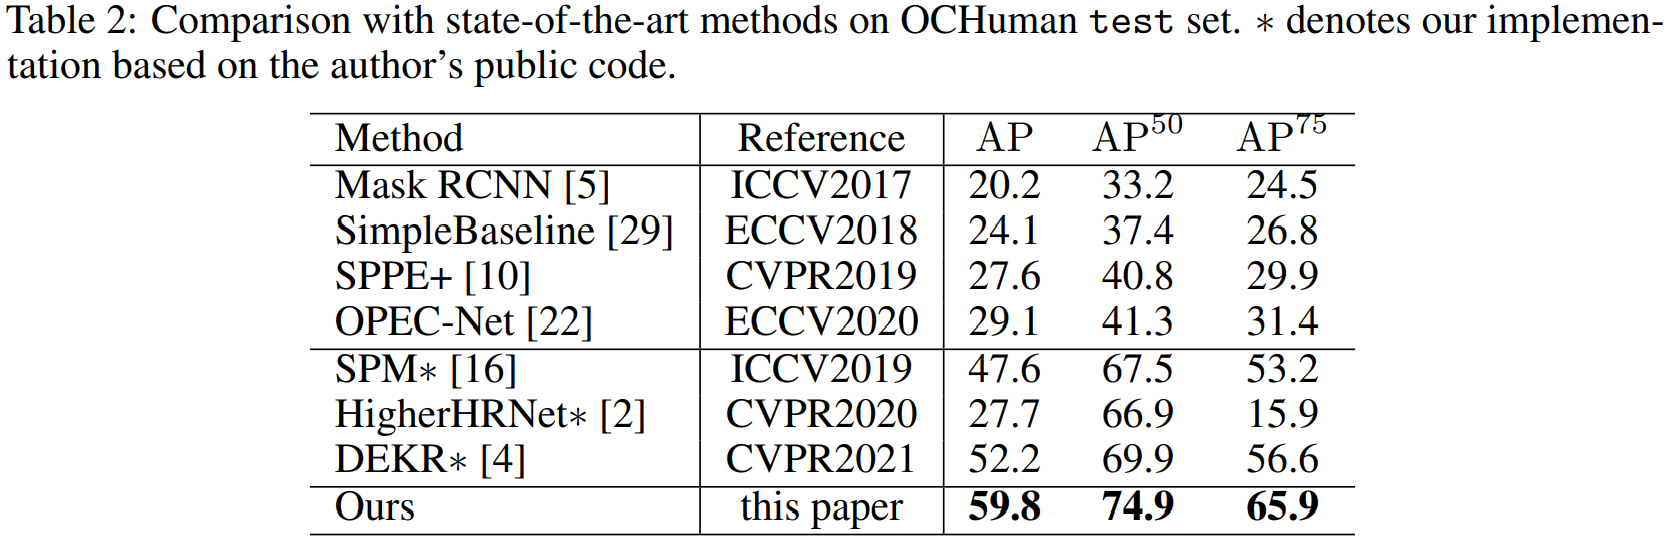 Table 2: Comparison with state-of-the-art methods on OCHuman test set. ∗ denotes our implemen-
tation based on the author's public code.
Method Reference AP AP^50 AP^75
Mask RCNN [5] ICCV2017 20.2 33.2 24.5
SimpleBaseline [29] ECCV2018 24.1 37.4 26.8
SPPE+ [10] CVPR2019 27.6 40.8 29.9
OPEC-Net [22] ECCV2020 29.1 41.3 31.4
SPM∗ [16] ICCV2019 47.6 67.5 53.2
HigherHRNet∗ [2] CVPR2020 27.7 66.9 15.9
DEKR∗ [4] CVPR2021 52.2 69.9 56.6
Ours this paper 59.8 74.9 65.9